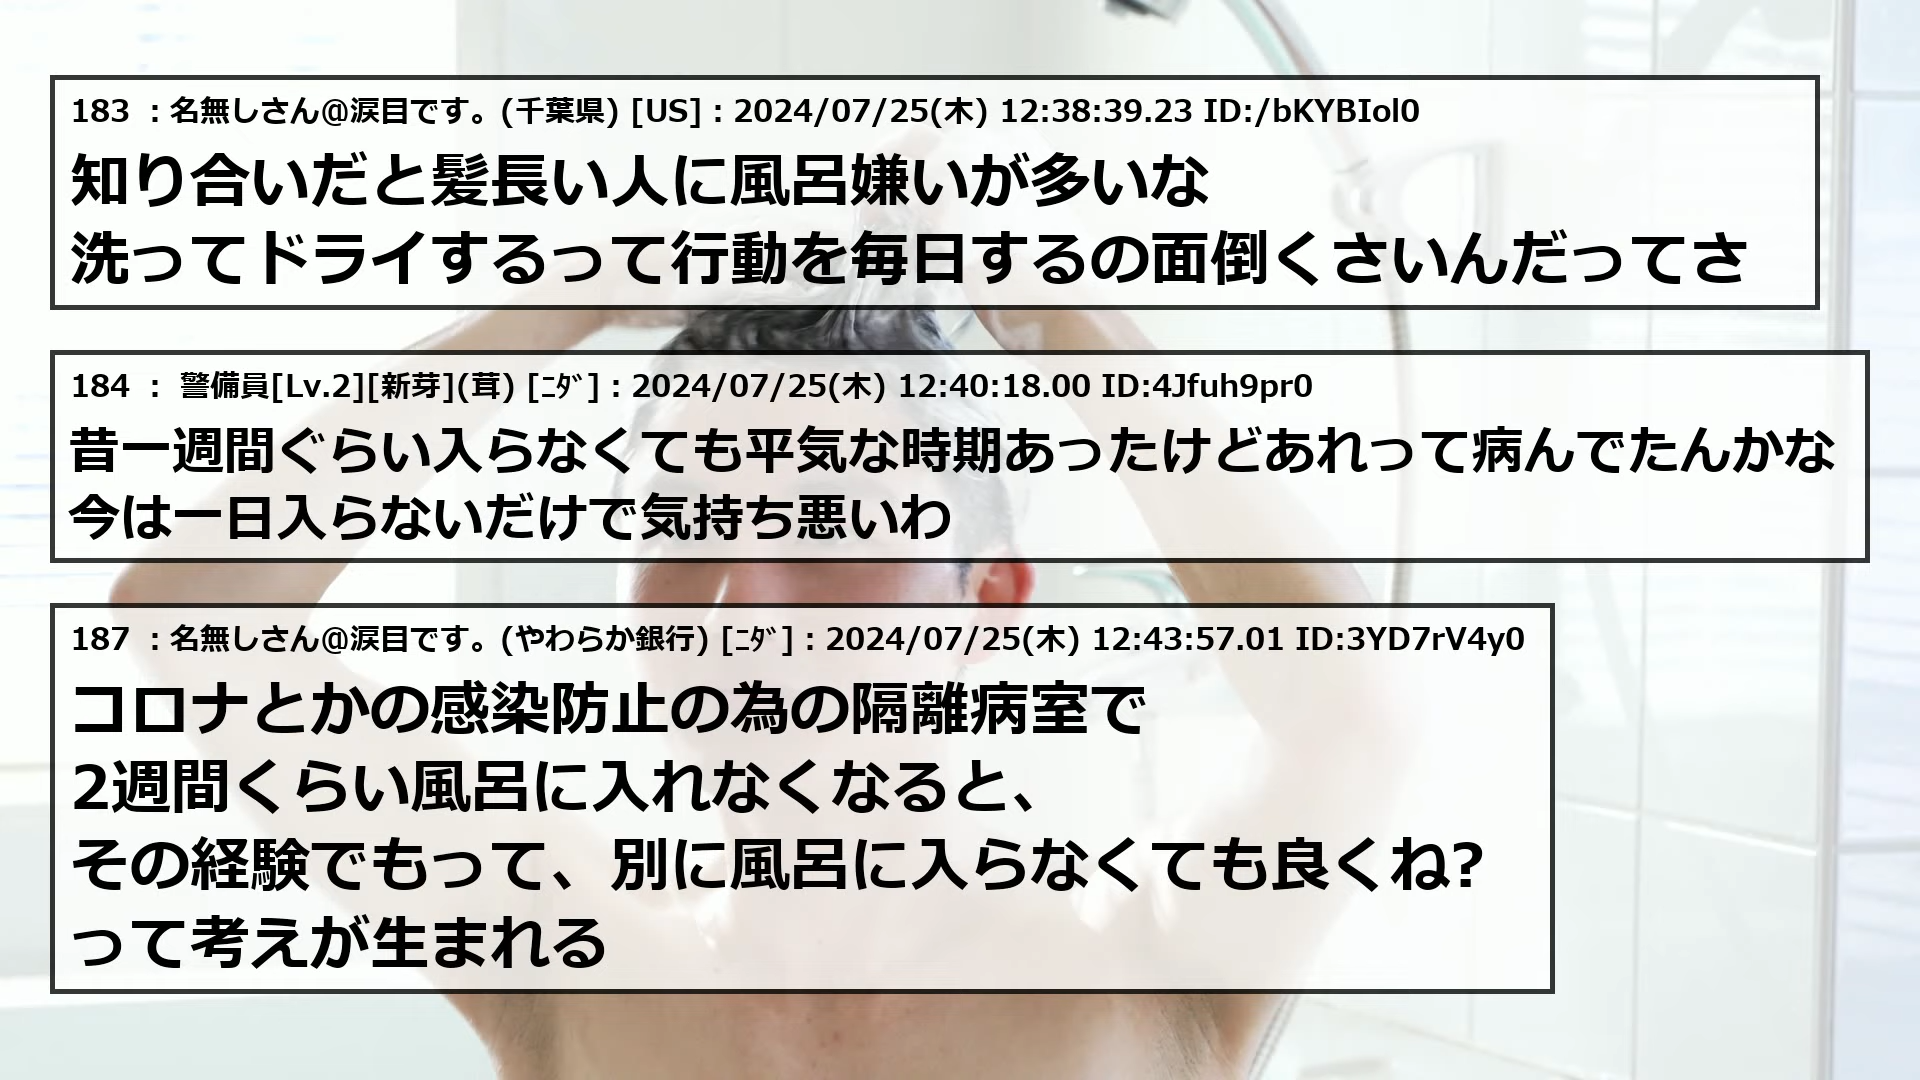 183 ：名無しさん＠涙目です。(千葉県) [US]：2024/07/25(木) 12:38:39.23 ID:/bKYBIol0
知り合いだと髪長い人に風呂嫌いが多いな
洗ってドライするって行動を毎日するの面倒くさいんだってさ
184 ： 警備員[Lv.2][新芽](茸) [ﾆﾀﾞ]：2024/07/25(木) 12:40:18.00 ID:4Jfuh9pr0
昔一週間ぐらい入らなくても平気な時期あったけどあれって病んでたんかな
今は一日入らないだけで気持ち悪いわ
187 ：名無しさん＠涙目です。(やわらか銀行) [ﾆﾀﾞ]：2024/07/25(木) 12:43:57.01 ID:3YD7rV4y0
コロナとかの感染防止の為の隔離病室で
2週間くらい風呂に入れなくなると、
その経験でもって、別に風呂に入らなくても良くね?
って考えが生まれる